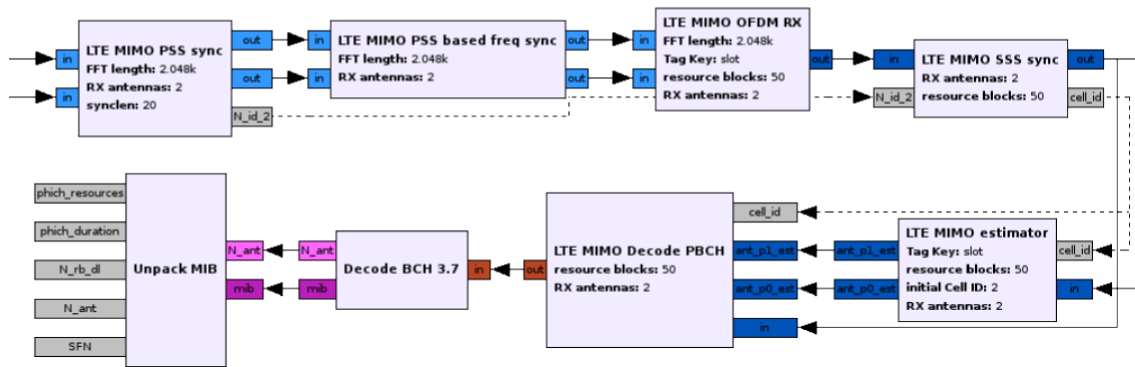 LTE MIMO PSS sync
FFT length: 2.048k
RX antennas: 2
synclen: 20
in
in
out
out
N_id_2
LTE MIMO PSS based freq sync
FFT length: 2.048k
RX antennas: 2
in
in
out
out
LTE MIMO OFDM RX
FFT length: 2.048k
Tag Key: slot
resource blocks: 50
RX antennas: 2
in
in
out
LTE MIMO SSS sync
RX antennas: 2
resource blocks: 50
in
N_id_2
out
cell_id
phich_resources
phich_duration
N_rb_dl
N_ant
SFN
Unpack MIB
N_ant
mib
N_ant
mib
Decode BCH 3.7
in
out
LTE MIMO Decode PBCH
resource blocks: 50
RX antennas: 2
cell_id
ant_p1_est
ant_p0_est
in
ant_p1_est
ant_p0_est
LTE MIMO estimator
Tag Key: slot
resource blocks: 50
initial Cell ID: 2
RX antennas: 2
cell_id
in